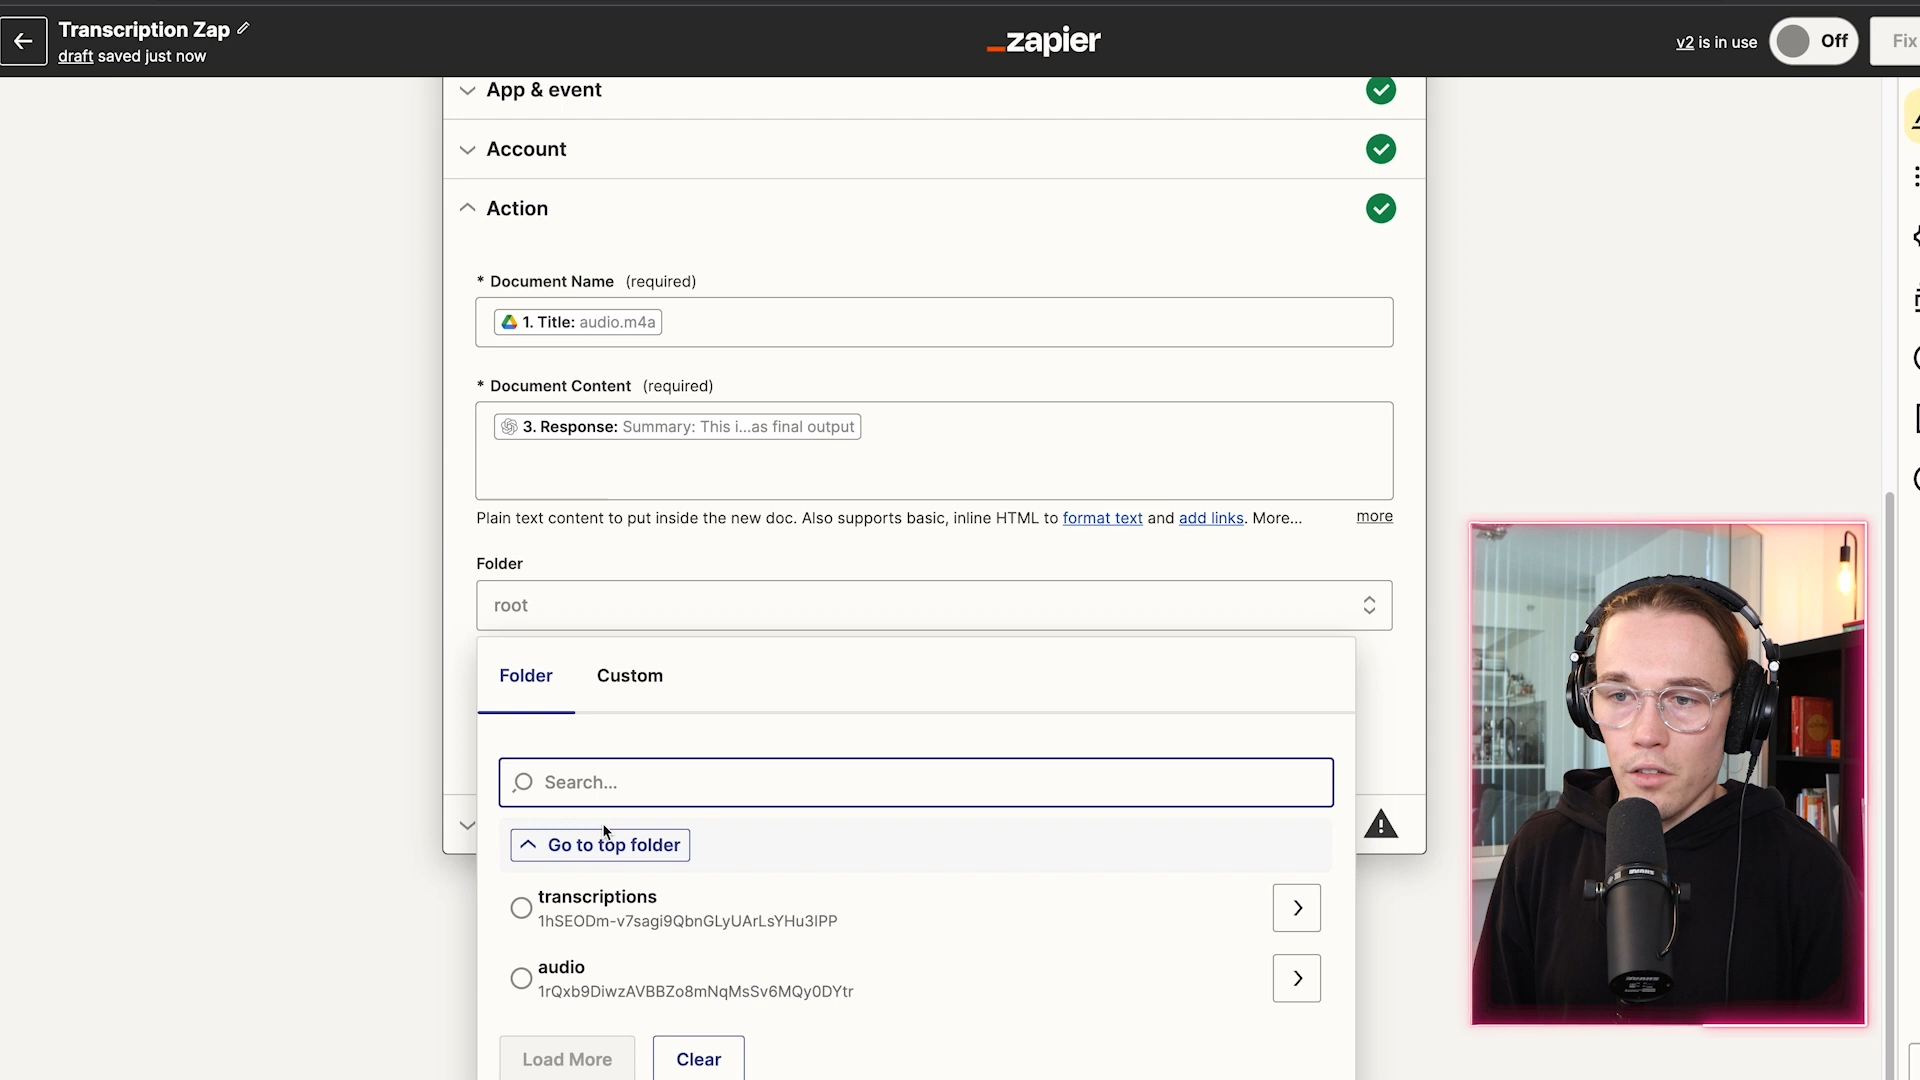 Transcription Zap
draft saved just now
zapier
v2 is in use
Off
Fix
App & event
Account
Action
* Document Name (required)
1. Title: audio.m4a
* Document Content (required)
3. Response: Summary: This i...as final output
Plain text content to put inside the new doc. Also supports basic, inline HTML to format text and add links. More...
more
Folder
root
Folder
Custom
Search...
Go to top folder
transcriptions
1hSEODm-v7sagi9QbnGLyUArLsYHu3IPP
audio
1rQxb9DiwzAVBBZo8mNqMsSv6MQy0DYtr
Load More
Clear